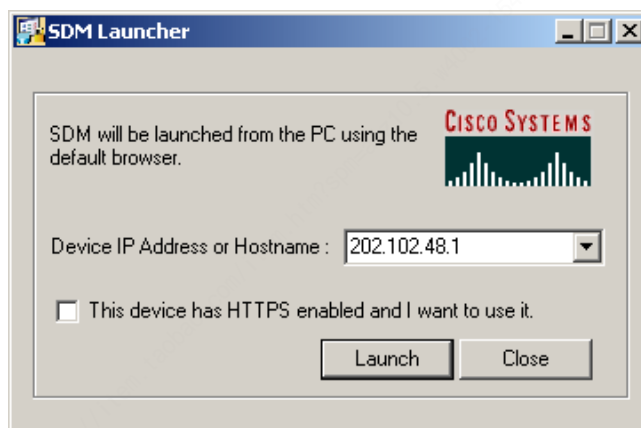 SDM Launcher
SDM will be launched from the PC using the
default browser.
CISCO SYSTEMS
Device IP Address or Hostname :
202.102.48.1
This device has HTTPS enabled and I want to use it.
Launch
Close